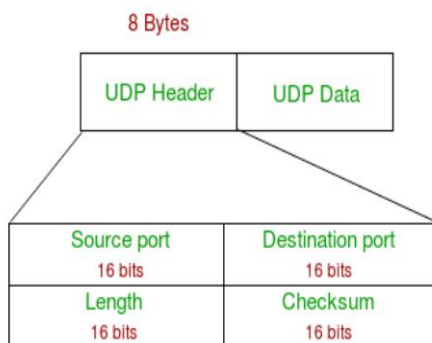 8 Bytes
UDP Header UDP Data
Source port Destination port
16 bits 16 bits
Length Checksum
16 bits 16 bits